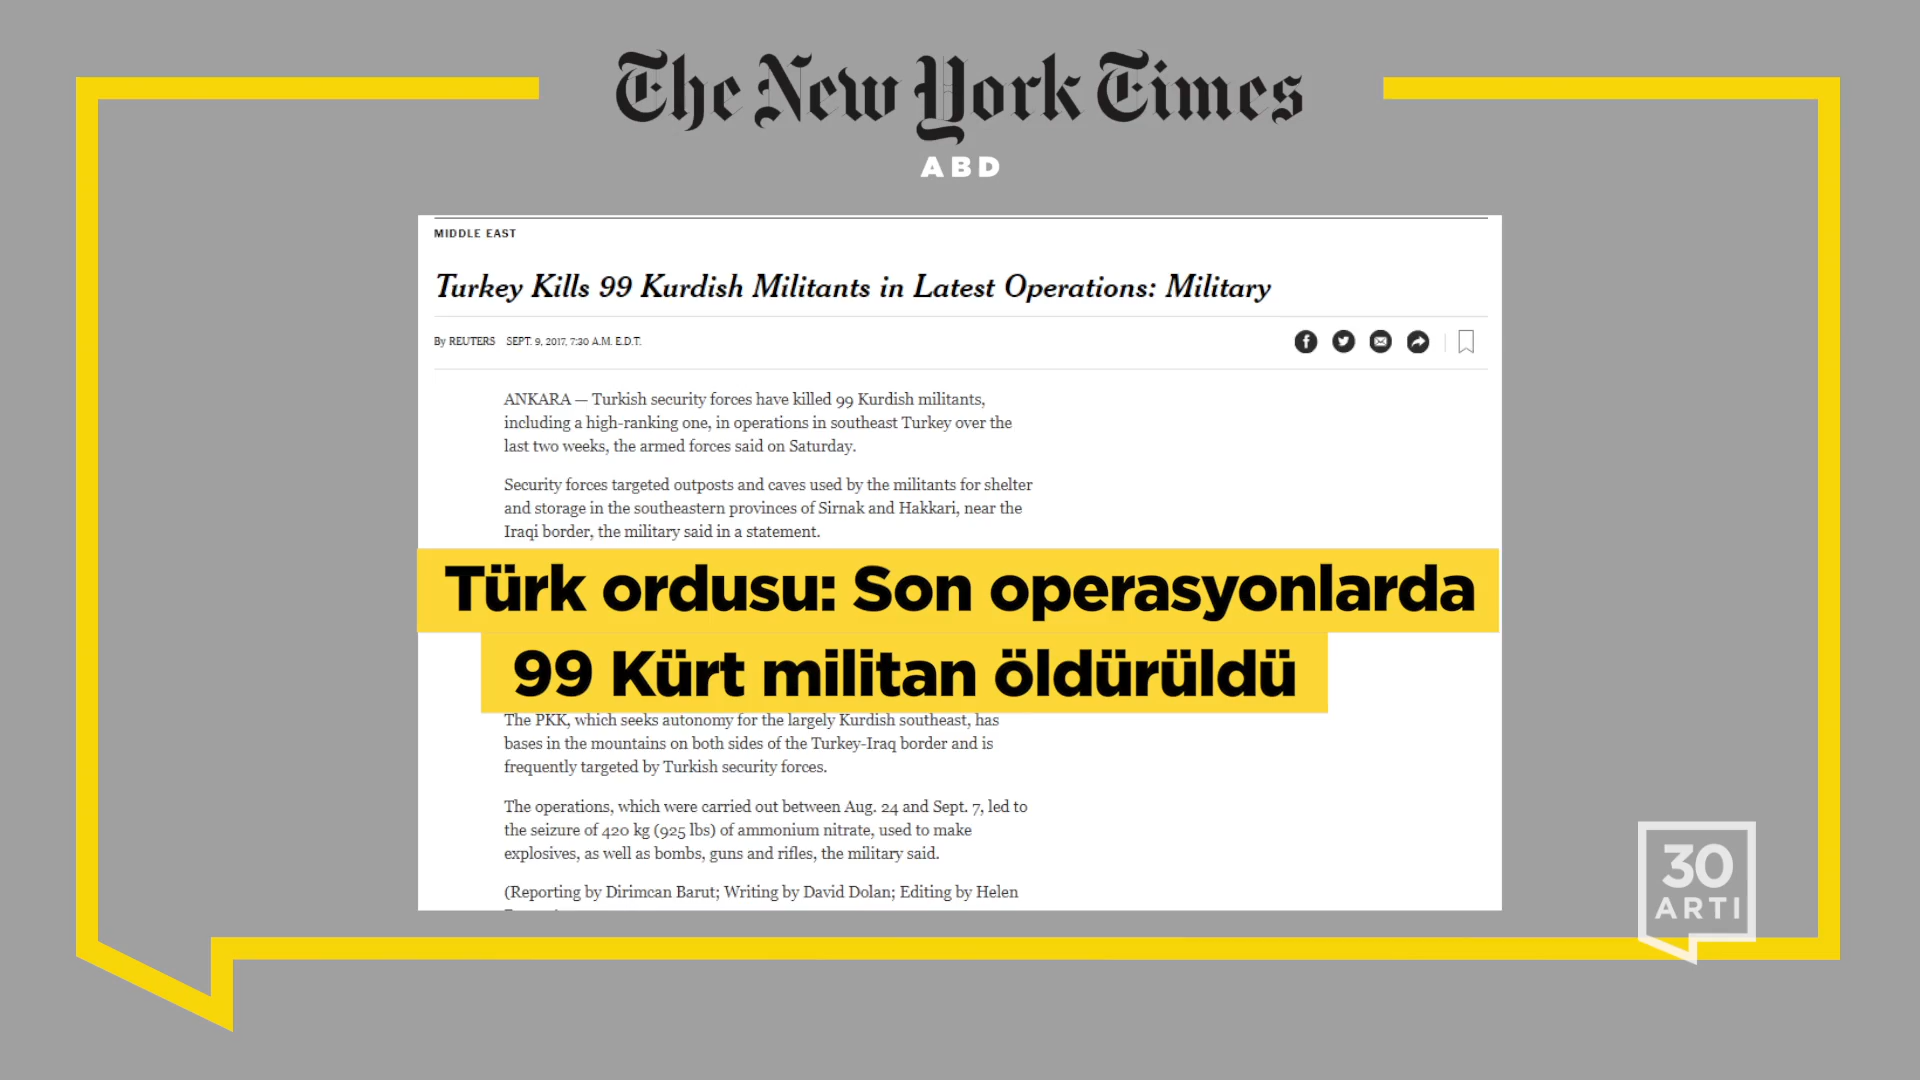 The New York Times
ABD
MIDDLE EAST
Turkey Kills 99 Kurdish Militants in Latest Operations: Military
By REUTERS SEPT. 9, 2017, 7:30 A.M. E.D.T.
ANKARA — Turkish security forces have killed 99 Kurdish militants,
including a high-ranking one, in operations in southeast Turkey over the
last two weeks, the armed forces said on Saturday.
Security forces targeted outposts and caves used by the militants for shelter
and storage in the southeastern provinces of Sirnak and Hakkari, near the
Iraqi border, the military said in a statement.
Türk ordusu: Son operasyonlarda
99 Kürt militan öldürüldü
The PKK, which seeks autonomy for the largely Kurdish southeast, has
bases in the mountains on both sides of the Turkey-Iraq border and is
frequently targeted by Turkish security forces.
The operations, which were carried out between Aug. 24 and Sept. 7, led to
the seizure of 420 kg (925 lbs) of ammonium nitrate, used to make
explosives, as well as bombs, guns and rifles, the military said.
(Reporting by Dirimcan Barut; Writing by David Dolan; Editing by Helen
30
ARTI